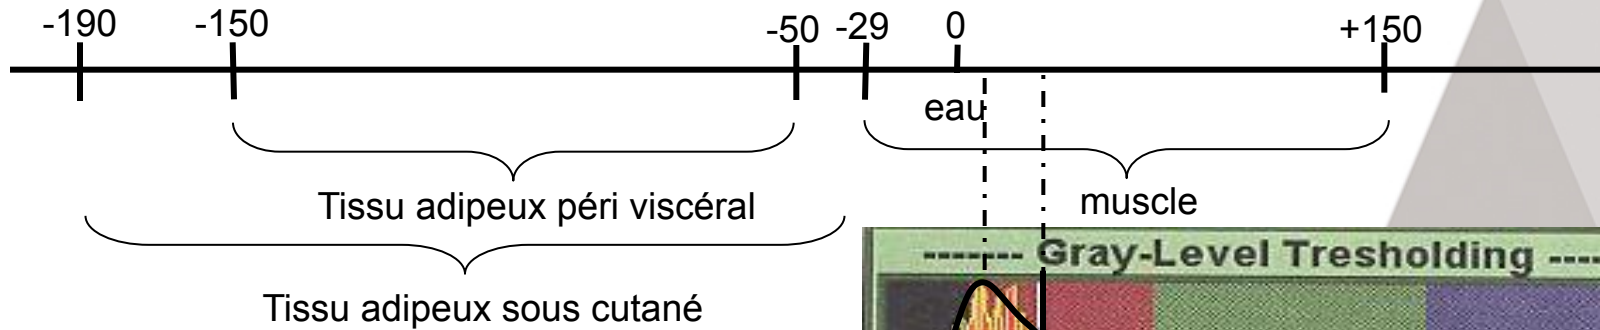 -190 -150 -50 -29 0 +150
eau
Tissu adipeux péri viscéral
muscle
------- Gray-Level Tresholding ----
Tissu adipeux sous cutané